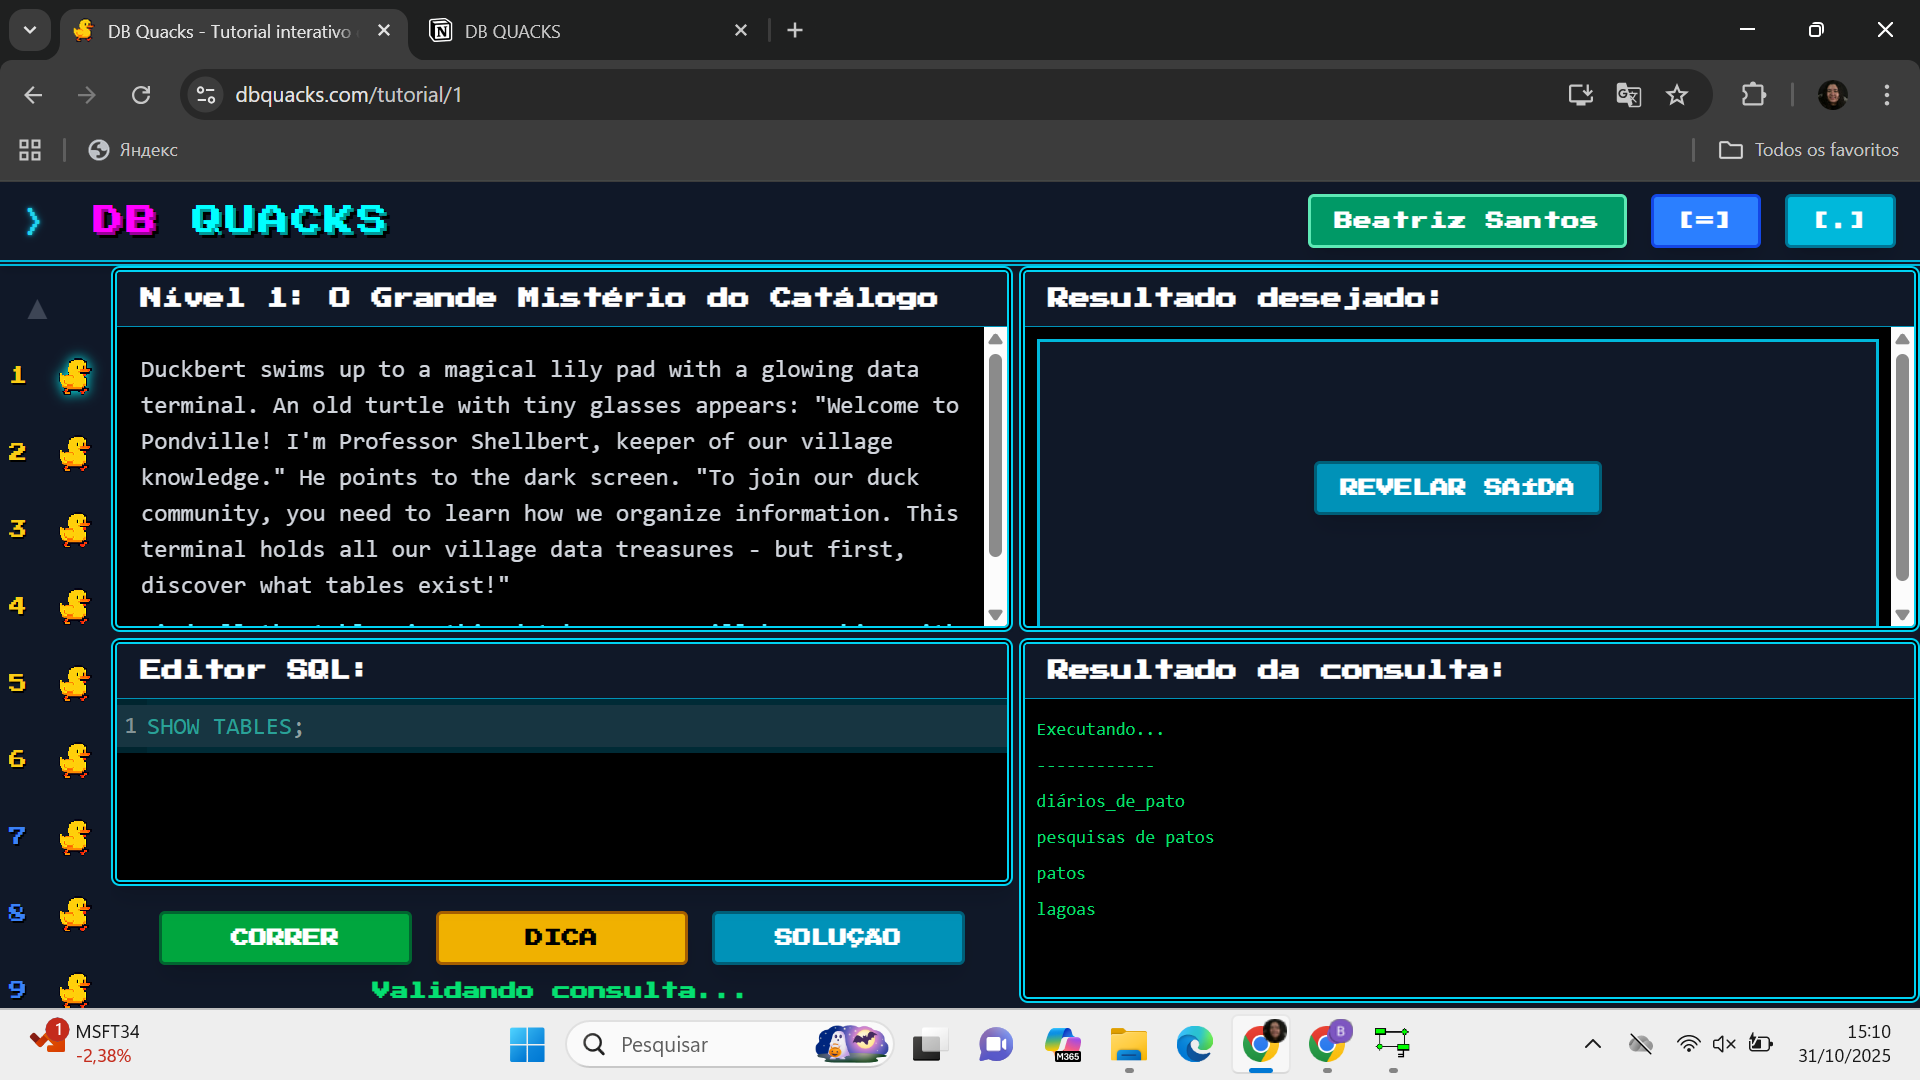 DB Quacks - Tutorial interativo
DB QUACKS
dbquacks.com/tutorial/1
Яндекс
Todos os favoritos
DB QUACKS
Beatriz Santos
[=]
[.]
Nível 1: O Grande Mistério do Catálogo
Duckbert swims up to a magical lily pad with a glowing data
terminal. An old turtle with tiny glasses appears: "Welcome to
Pondville! I'm Professor Shellbert, keeper of our village
knowledge." He points to the dark screen. "To join our duck
community, you need to learn how we organize information. This
terminal holds all our village data treasures - but first,
discover what tables exist!"
Resultado desejado:
REVELAR SAíDA
1
2
3
4
5
6
7
8
9
Editor SQL:
1 SHOW TABLES;
CORRER
DICA
SOLUÇÃO
Validando consulta...
Resultado da consulta:
Executando...
------------
diários_de_pato
pesquisas de patos
patos
lagoas
1
MSFT34
-2,38%
Pesquisar
M365
B
15:10
31/10/2025